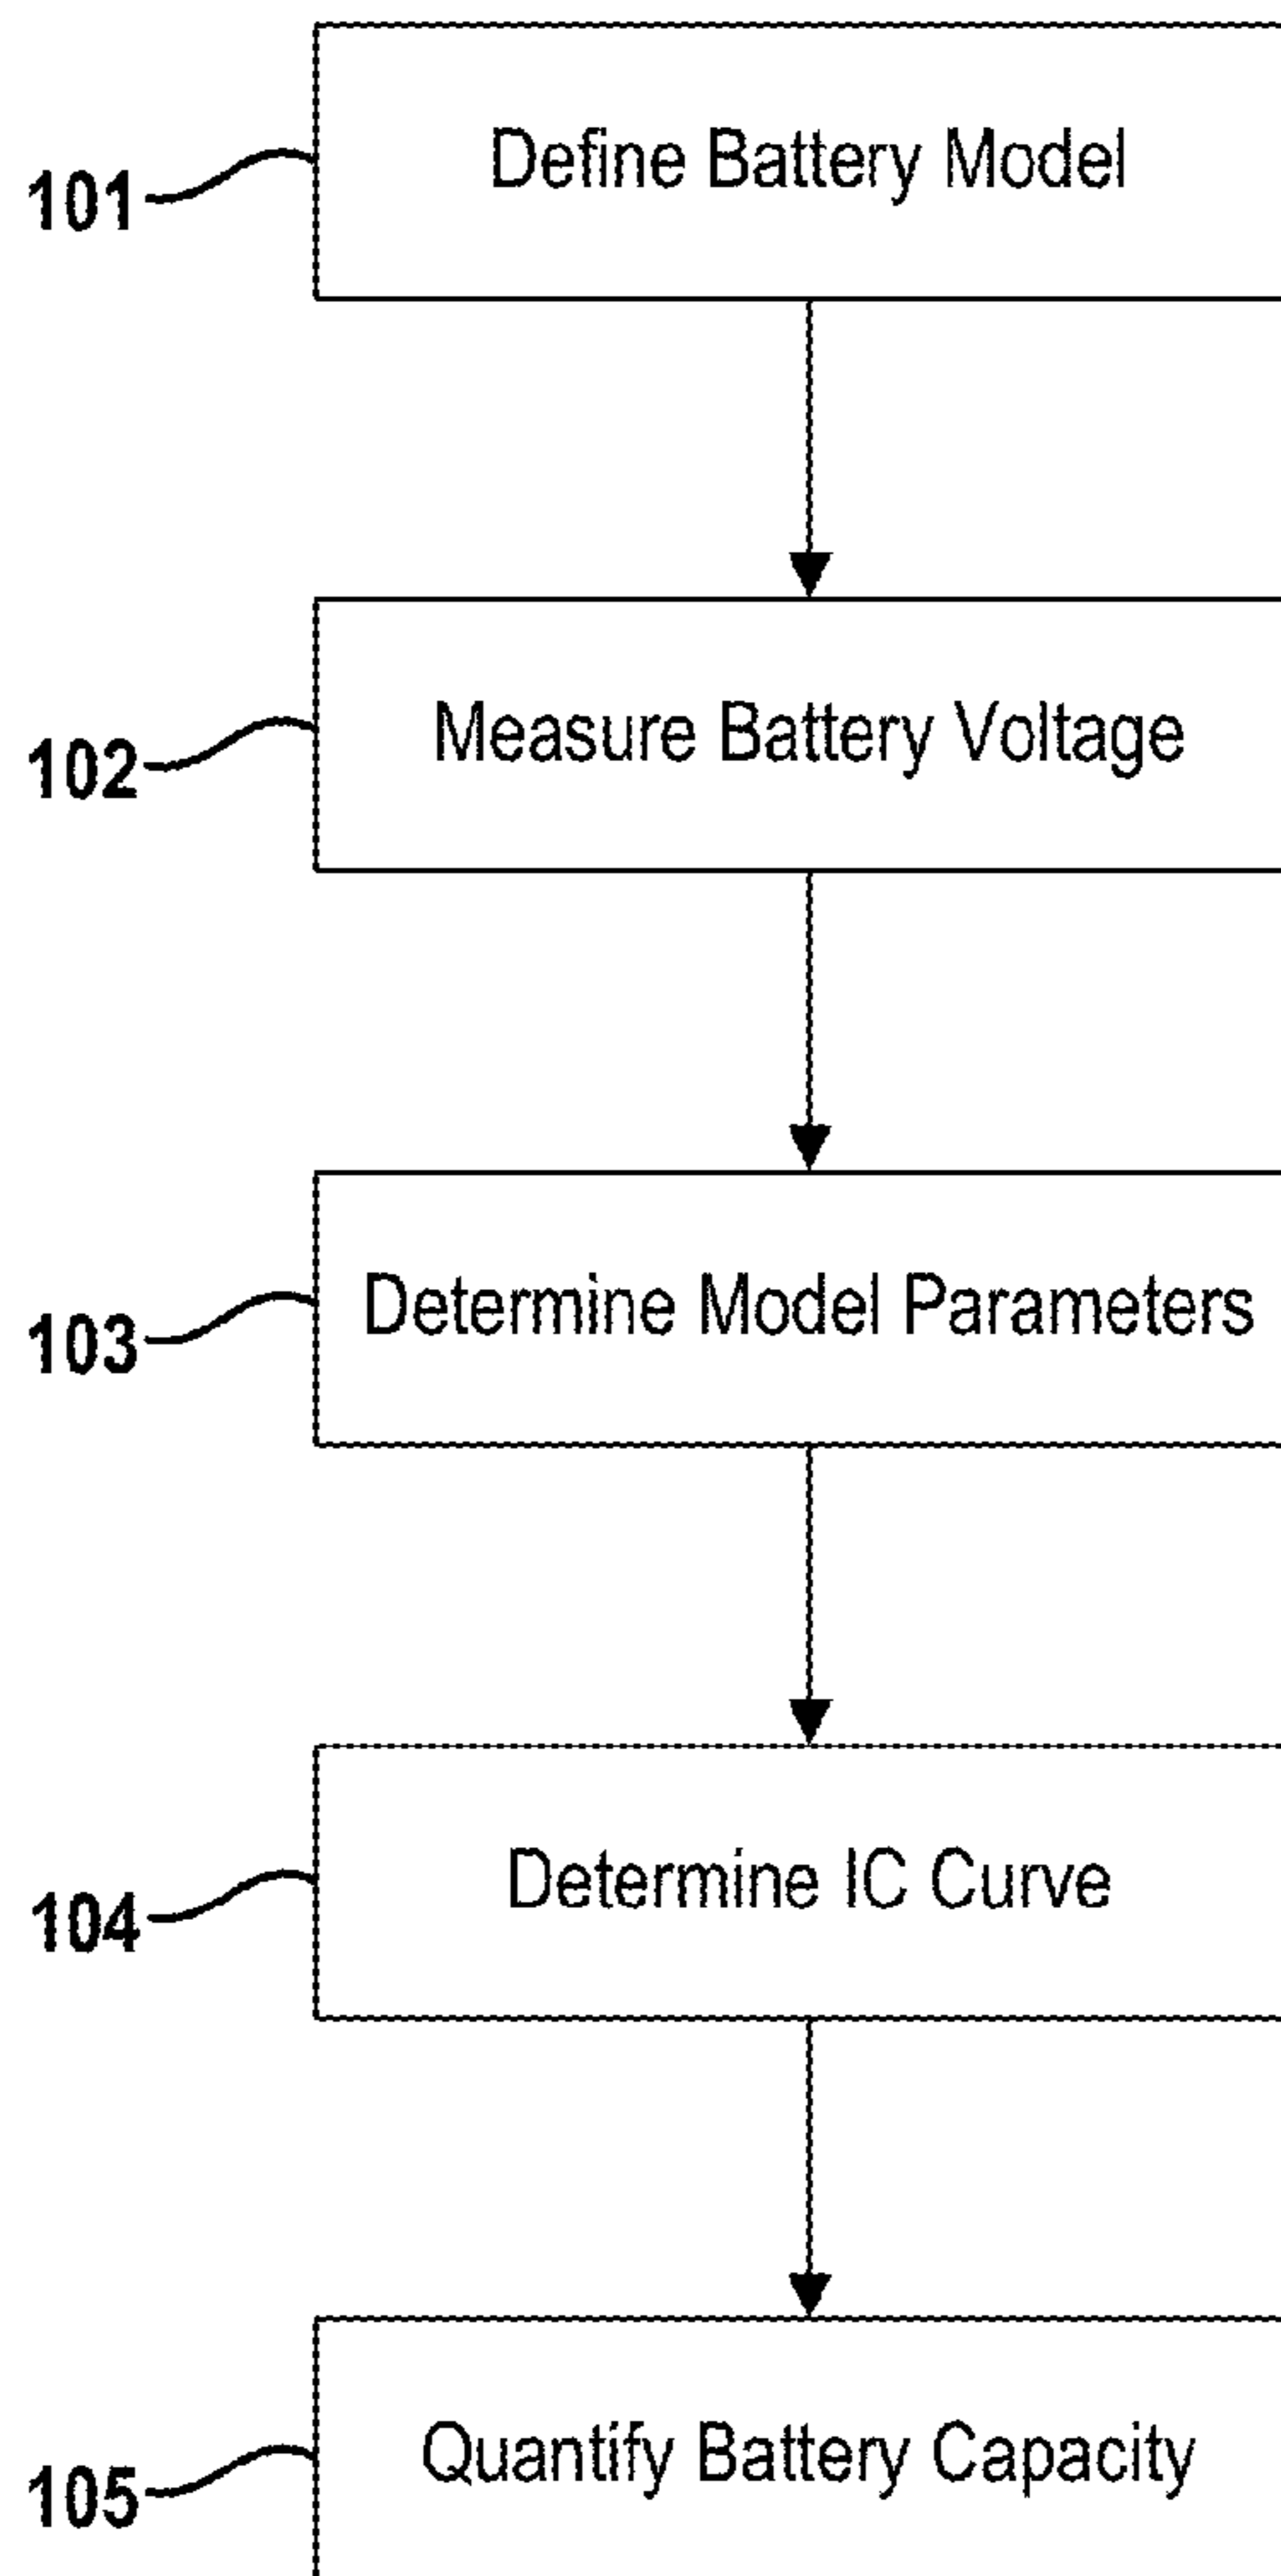 101
Define Battery Model
102
Measure Battery Voltage
103
Determine Model Parameters
104
Determine IC Curve
105
Quantify Battery Capacity